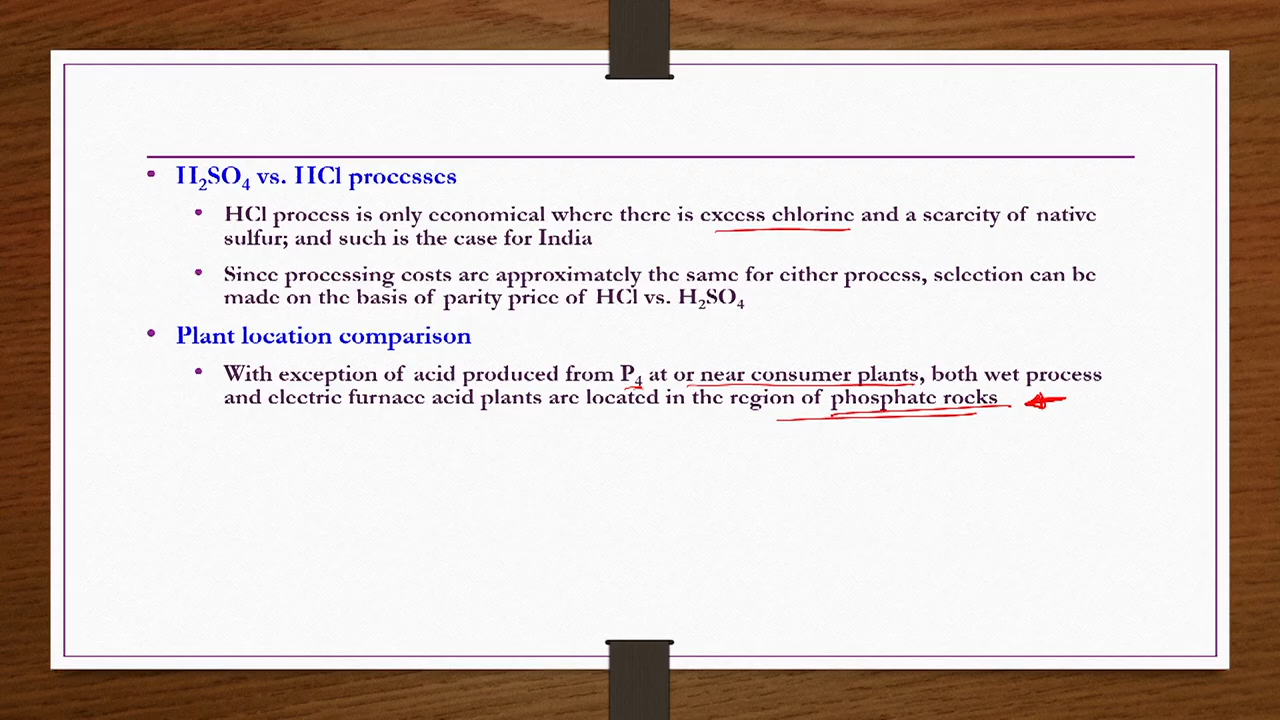 • H₂SO₄ vs. HCl processes
• HCl process is only economical where there is excess chlorine and a scarcity of native
sulfur; and such is the case for India
• Since processing costs are approximately the same for either process, selection can be
made on the basis of parity price of HCl vs. H₂SO₄
• Plant location comparison
• With exception of acid produced from P₄ at or near consumer plants, both wet process
and electric furnace acid plants are located in the region of phosphate rocks